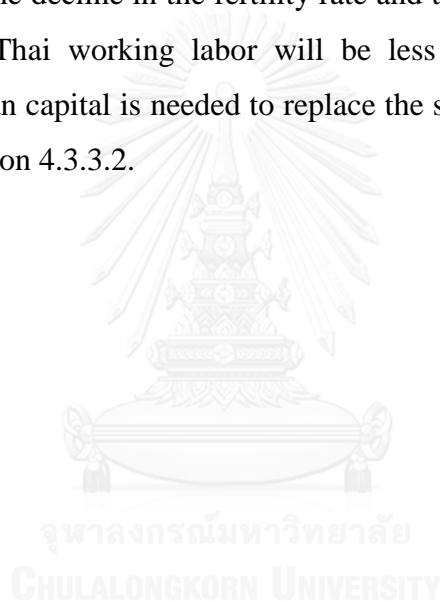 ne decline in the fertility rate and t
Thai working labor will be less
n capital is needed to replace the s
on 4.3.3.2.
จุฬาลงกรณ์มหาวิทยาลัย
CHULALONGKORN UNIVERSITY